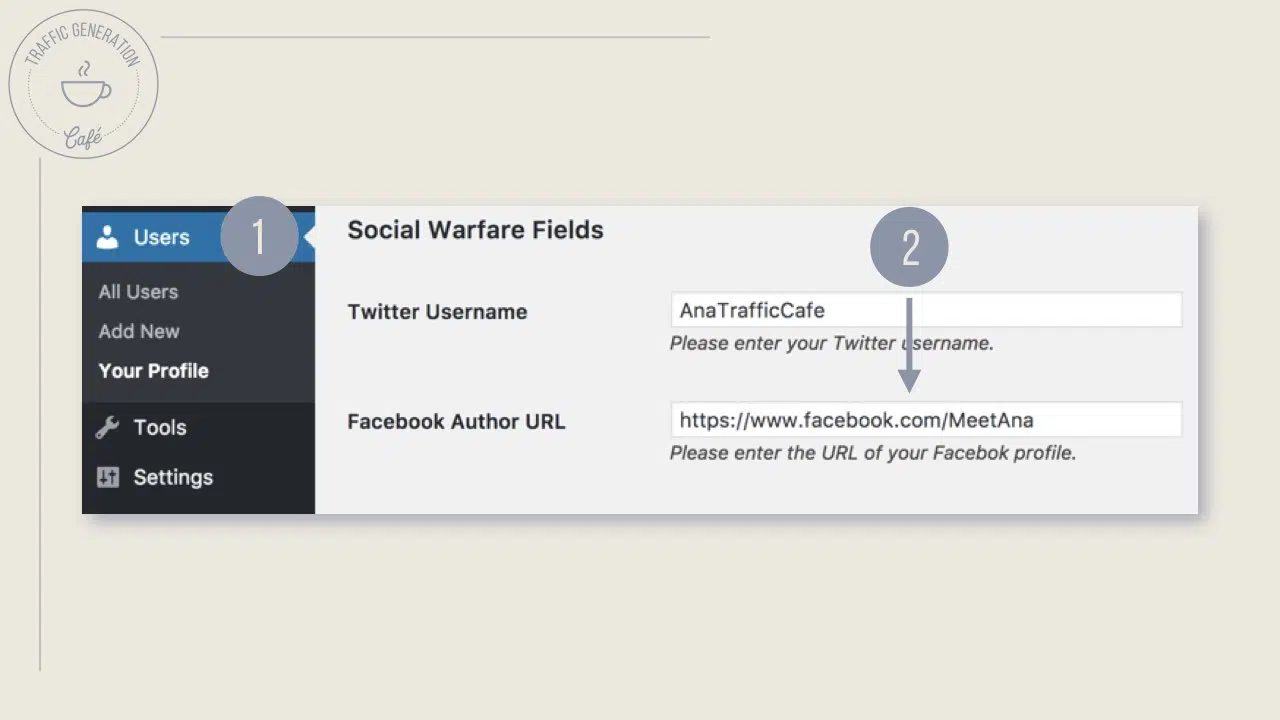 TRAFFIC GENERATION
Café
Users
1
All Users
Add New
Your Profile
Tools
Settings
Social Warfare Fields
2
Twitter Username
AnaTrafficCafe
Please enter your Twitter username.
Facebook Author URL
https://www.facebook.com/MeetAna
Please enter the URL of your Facebok profile.